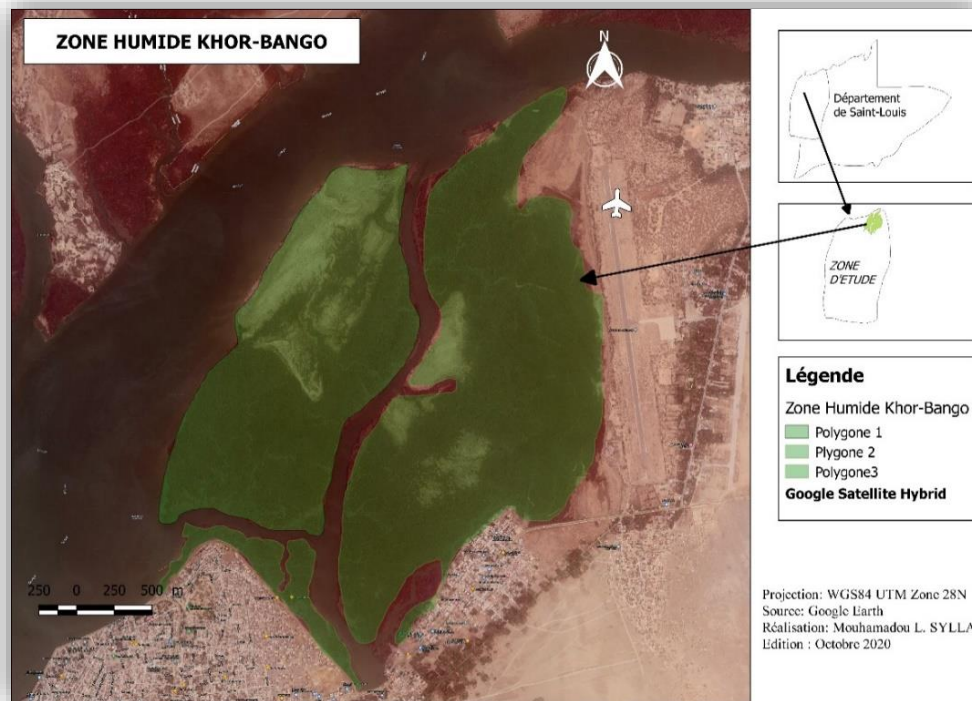 ZONE HUMIDE KHOR-BANGO
N
Département
de Saint-Louis
ZONE
D'ETUDE
Légende
Zone Humide Khor-Bango
Polygone 1
Plygone 2
Polygone3
Google Satellite Hybrid
250 0 250 500 m
Projection: WGS84 UTM Zone 28N
Source: Google Earth
Réalisation: Mouhamadou L. SYLLA
Edition : Octobre 2020